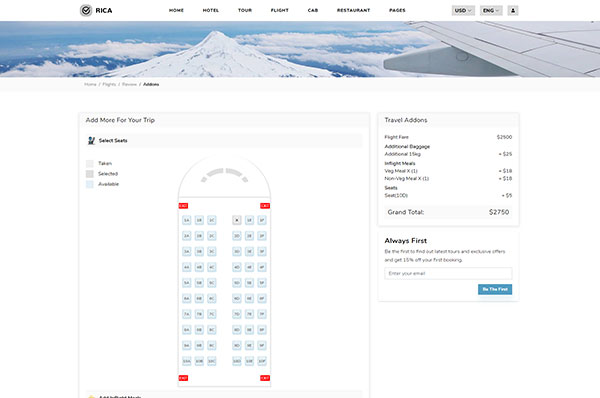 RICA
HOME HOTEL TOUR FLIGHT CAB RESTAURANT PAGES
USD ENG
Home / Flights / Review / Addons
Add More For Your Trip
Select Seats
Taken
Selected
Available
EXIT EXIT
1A 1B 1C A 1E 1F
2A 2B 2C 2D 2E 2F
3A 3B 3C 3D 3E 3F
4A 4B 4C 4D 4E 4F
5A 5B 5C 5D 5E 5F
6A 6B 6C 6D 6E 6F
7A 7B 7C 7D 7E 7F
8A 8B 8C 8D 8E 8F
9A 9B 9C 9D 9E 9F
10A 10B 10C 10D 10E 10F
EXIT EXIT
Add Inflight Meals
Travel Addons
Flight Fare $2500
Additional Baggage
Additional 15kg + $25
Inflight Meals
Veg Meal X (1) + $18
Non-Veg Meal X (1) + $18
Seats
Seat(10D) + $5
Grand Total: $2750
Always First
Be the first to find out latest tours and exclusive offers
and get 15% off your first booking.
Enter your email
Be The First